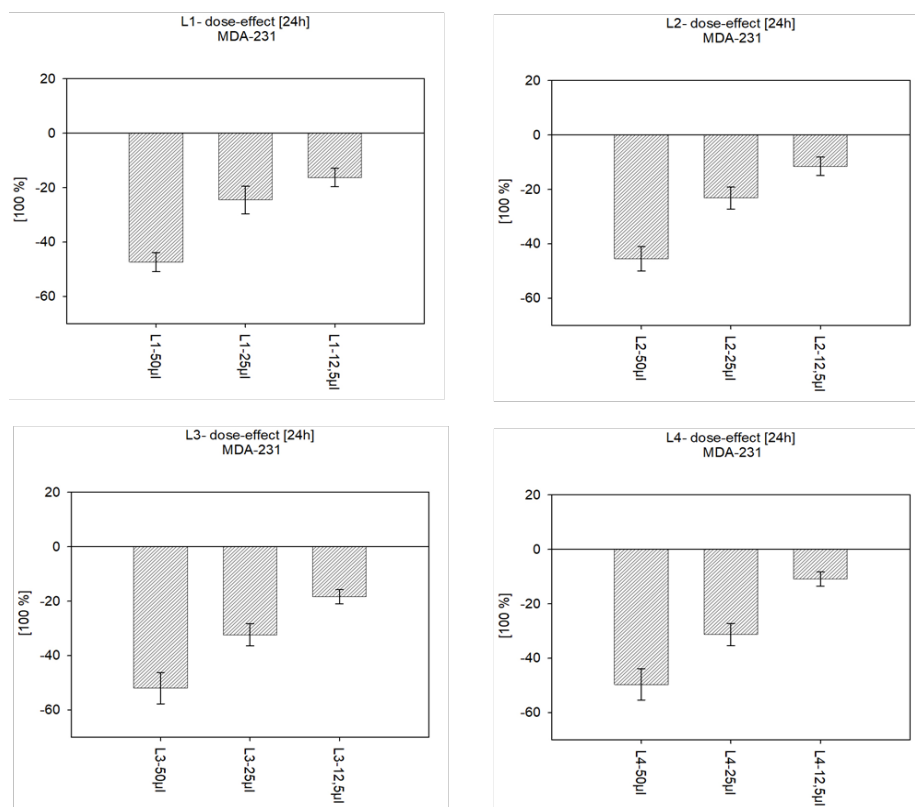 L1- dose-effect [24h]
MDA-231
20
0
-20
-40
-60
[100 %]
L1-50µl
L1-25µl
L1-12,5µl
L2- dose-effect [24h]
MDA-231
20
0
-20
-40
-60
[100 %]
L2-50µl
L2-25µl
L2-12,5µl
L3- dose-effect [24h]
MDA-231
20
0
-20
-40
-60
[100 %]
L3-50µl
L3-25µl
L3-12,5µl
L4- dose-effect [24h]
MDA-231
20
0
-20
-40
-60
[100 %]
L4-50µl
L4-25µl
L4-12,5µl